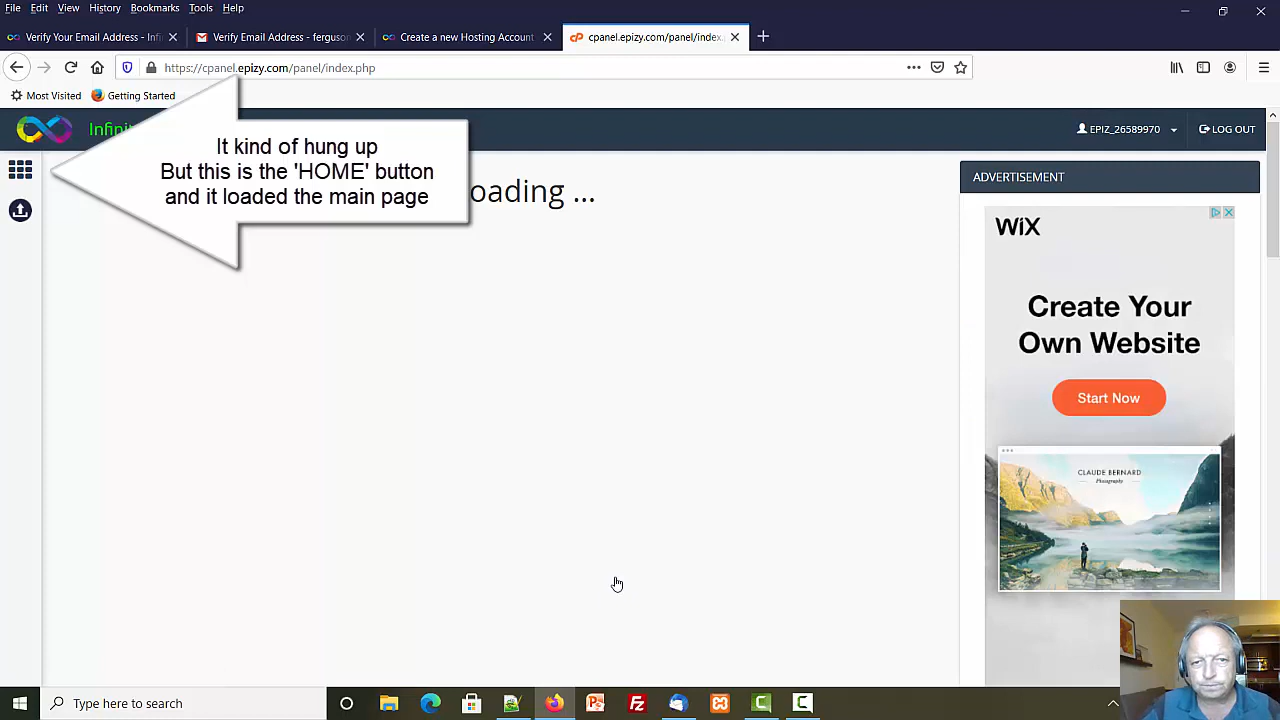 File Edit View History Bookmarks Tools Help
Verify Your Email Address - Infi
Verify Email Address - ferguso
Create a new Hosting Account
cP cpanel.epizy.com/panel/index.
https://cpanel.epizy.com/panel/index.php
Most Visited Getting Started
Infini
EPIZ_26589970 LOG OUT
It kind of hung up
But this is the 'HOME' button
and it loaded the main page
oading ...
ADVERTISEMENT
WiX
Create Your
Own Website
Start Now
CLAUDE BERNARD
Photography
Type here to search